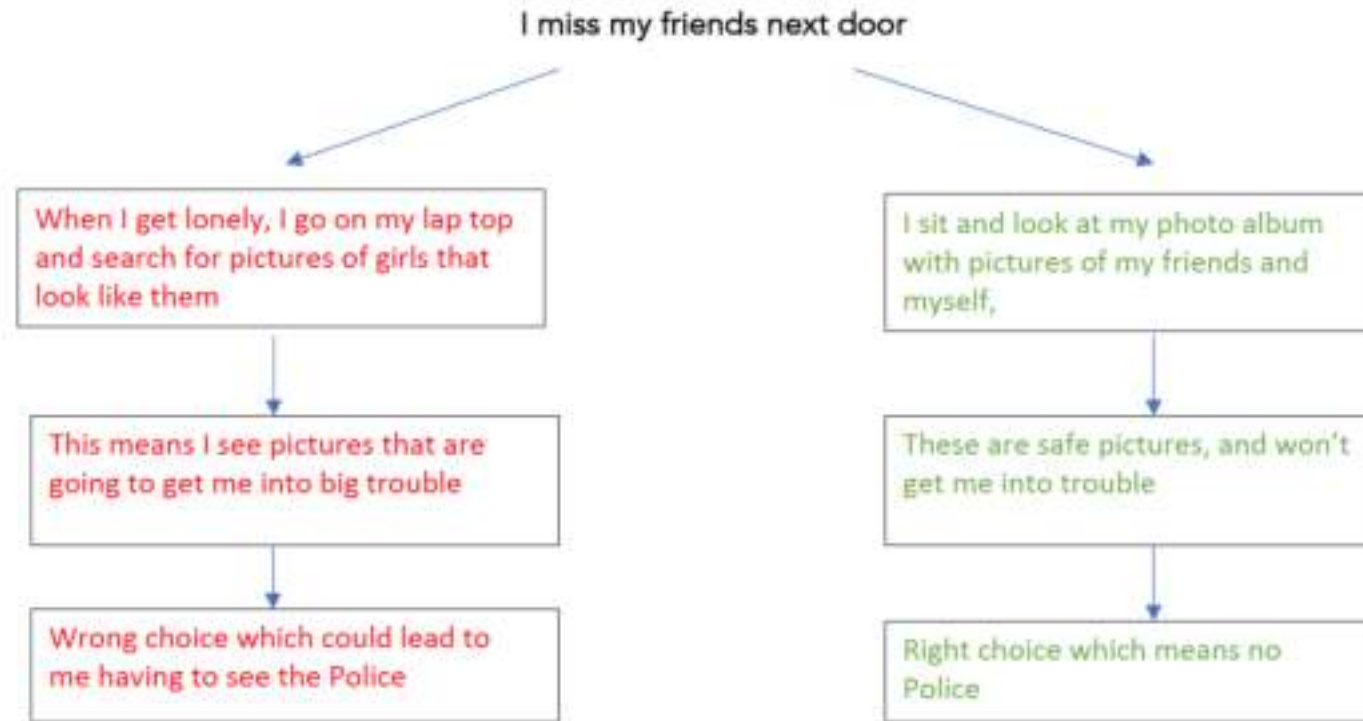 I miss my friends next door
When I get lonely, I go on my lap top
and search for pictures of girls that
look like them
This means I see pictures that are
going to get me into big trouble
Wrong choice which could lead to
me having to see the Police
I sit and look at my photo album
with pictures of my friends and
myself,
These are safe pictures, and won't
get me into trouble
Right choice which means no
Police